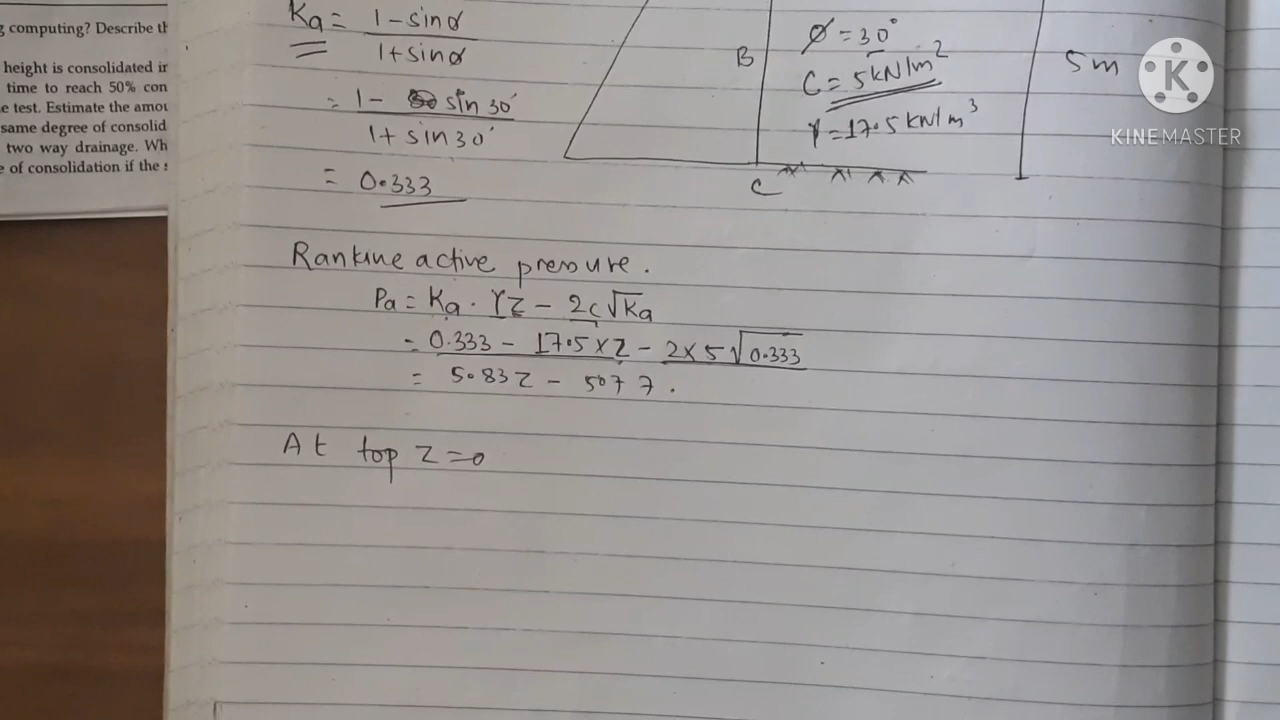 g computing? Describe th
height is consolidated in
time to reach 50% con
e test. Estimate the amou
same degree of consolid
two way drainage. Wh
e of consolidation if the s
Ka = 1 - sinα
1 + sinα
= 1 - sin 30°
1 + sin 30°
= 0.333
B
C
φ = 30°
C = 5 kN/m²
γ = 17.5 kN/m³
5m
KINEMASTER
Rankine active pressure.
Pa = Ka . γz - 2c√Ka
= 0.333 - 17.5 × Z - 2 × 5 √0.333
= 5.83 Z - 5.77.
At top Z = 0